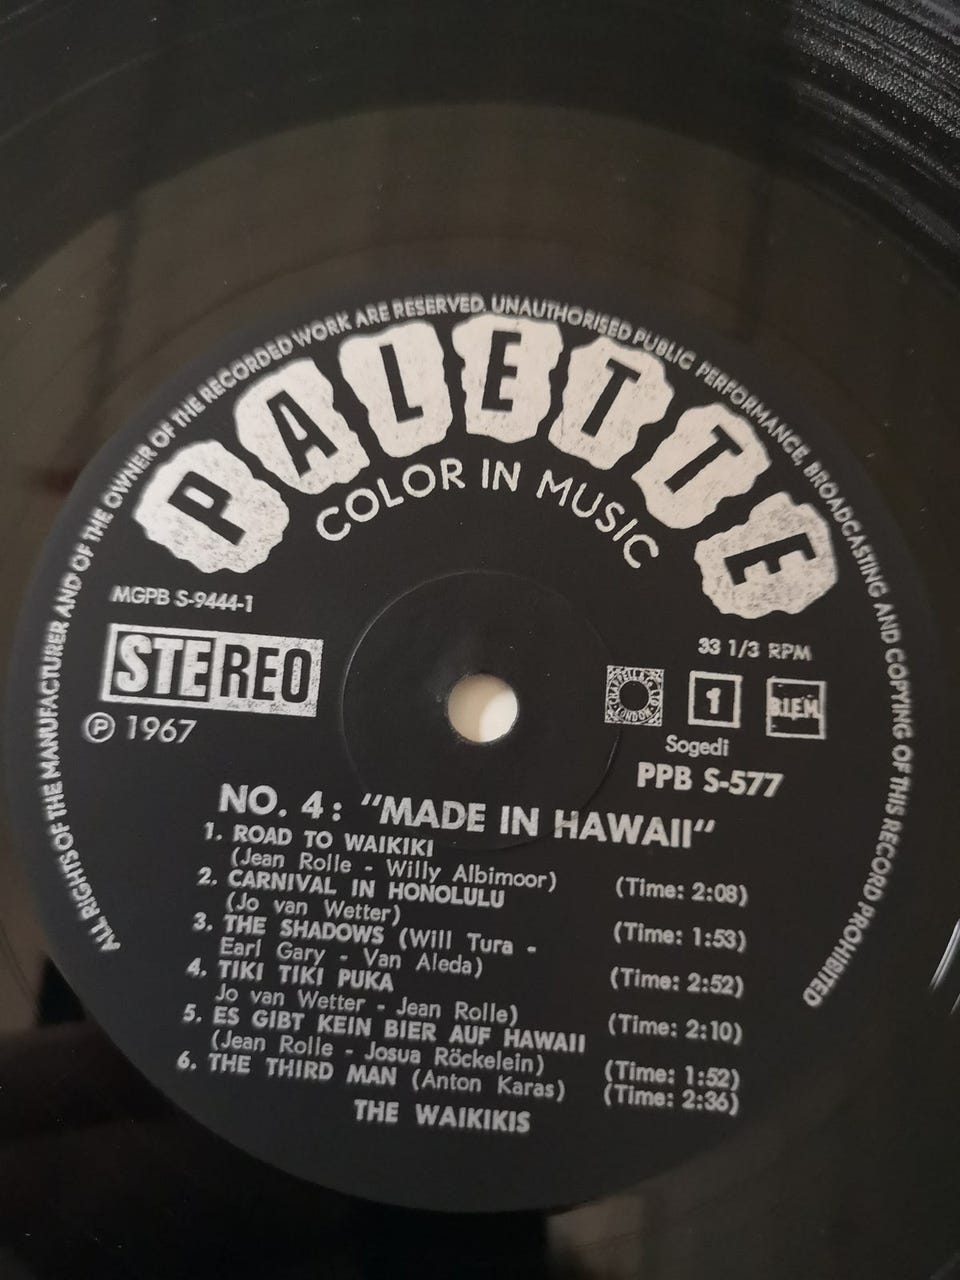 ALL RIGHTS OF THE MANUFACTURER AND OF THE OWNER OF THE RECORDED WORK ARE RESERVED. UNAUTHORISED PUBLIC PERFORMANCE, BROADCASTING AND COPYING OF THIS RECORD PROHIBITED
PALETTE
COLOR IN MUSIC
MGPB S-9444-1
33 1/3 RPM
STEREO
CHAPPELL & CO LTD LONDON
1
B.I.E.M.
Ⓟ 1967
Sogedi
PPB S-577
NO. 4: "MADE IN HAWAII"
1. ROAD TO WAIKIKI
(Jean Rolle - Willy Albimoor) (Time: 2:08)
2. CARNIVAL IN HONOLULU
(Jo van Wetter) (Time: 1:53)
3. THE SHADOWS (Will Tura -
Earl Gary - Van Aleda) (Time: 2:52)
4. TIKI TIKI PUKA
Jo van Wetter - Jean Rolle) (Time: 2:10)
5. ES GIBT KEIN BIER AUF HAWAII
(Jean Rolle - Josua Röckelein) (Time: 1:52)
6. THE THIRD MAN (Anton Karas) (Time: 2:36)
THE WAIKIKIS